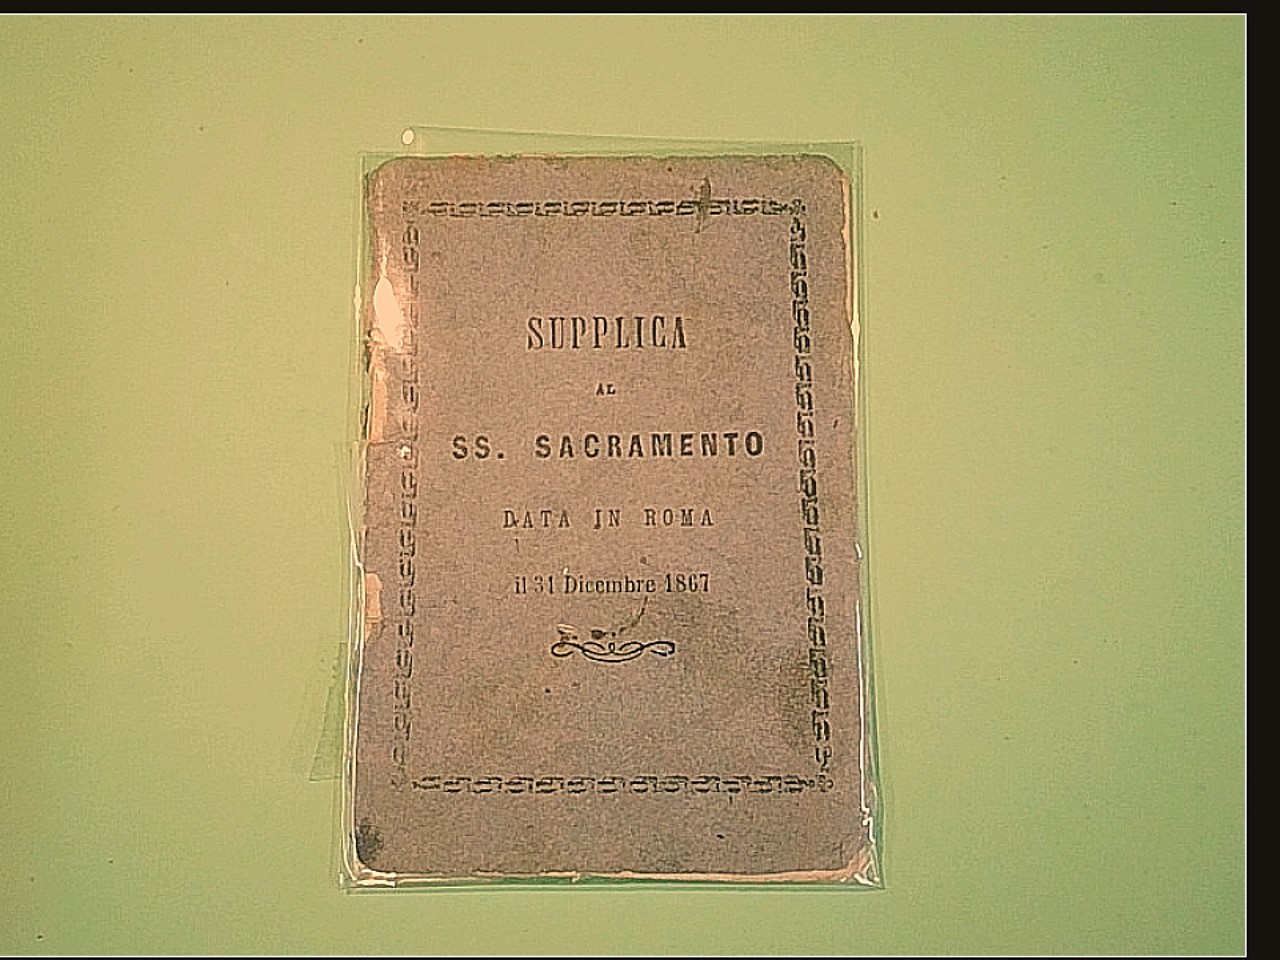 SUPPLICA
AL
SS. SACRAMENTO
DATA IN ROMA
il 31 Dicembre 1867